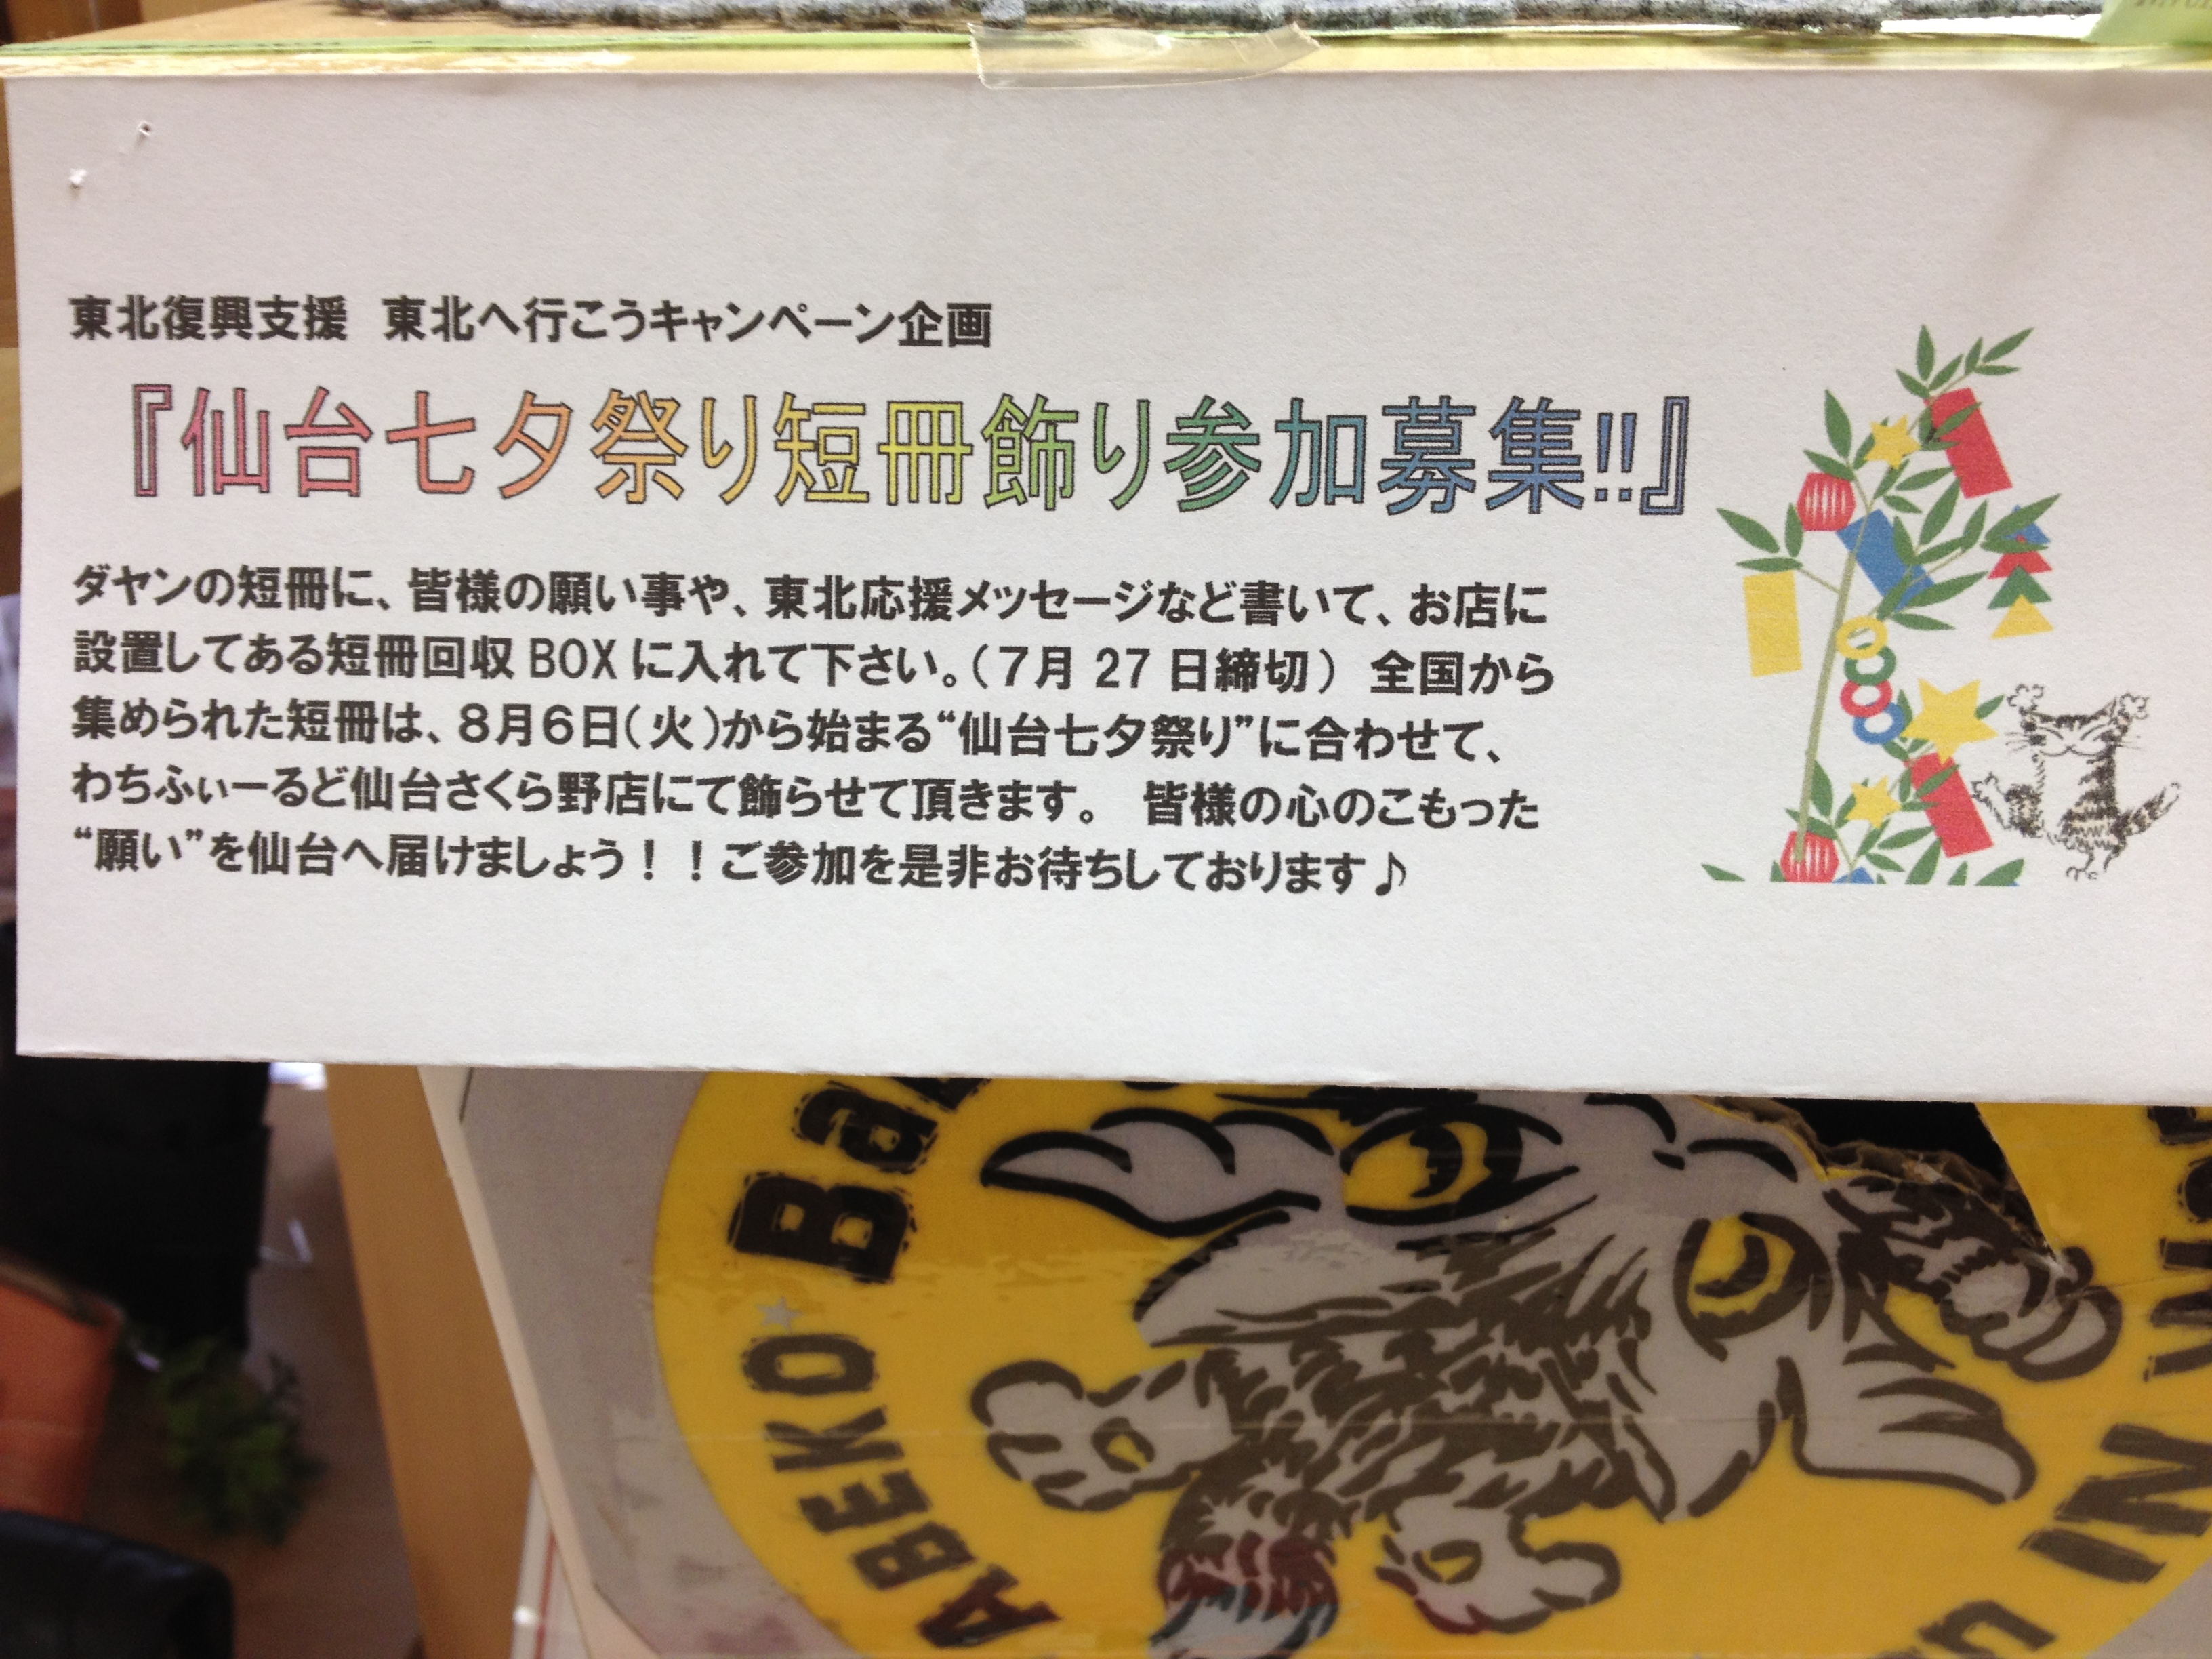 東北復興支援 東北へ行こうキャンペーン企画
『仙台七夕祭り短冊飾り参加募集!!』
ダヤンの短冊に、皆様の願い事や、東北応援メッセージなど書いて、お店に
設置してある短冊回収BOXに入れて下さい。（７月27日締切） 全国から
集められた短冊は、８月６日（火）から始まる“仙台七夕祭り”に合わせて、
わちふぃーるど仙台さくら野店にて飾らせて頂きます。 皆様の心のこもった
“願い”を仙台へ届けましょう！！ご参加を是非お待ちしております♪
ABEKO
IN